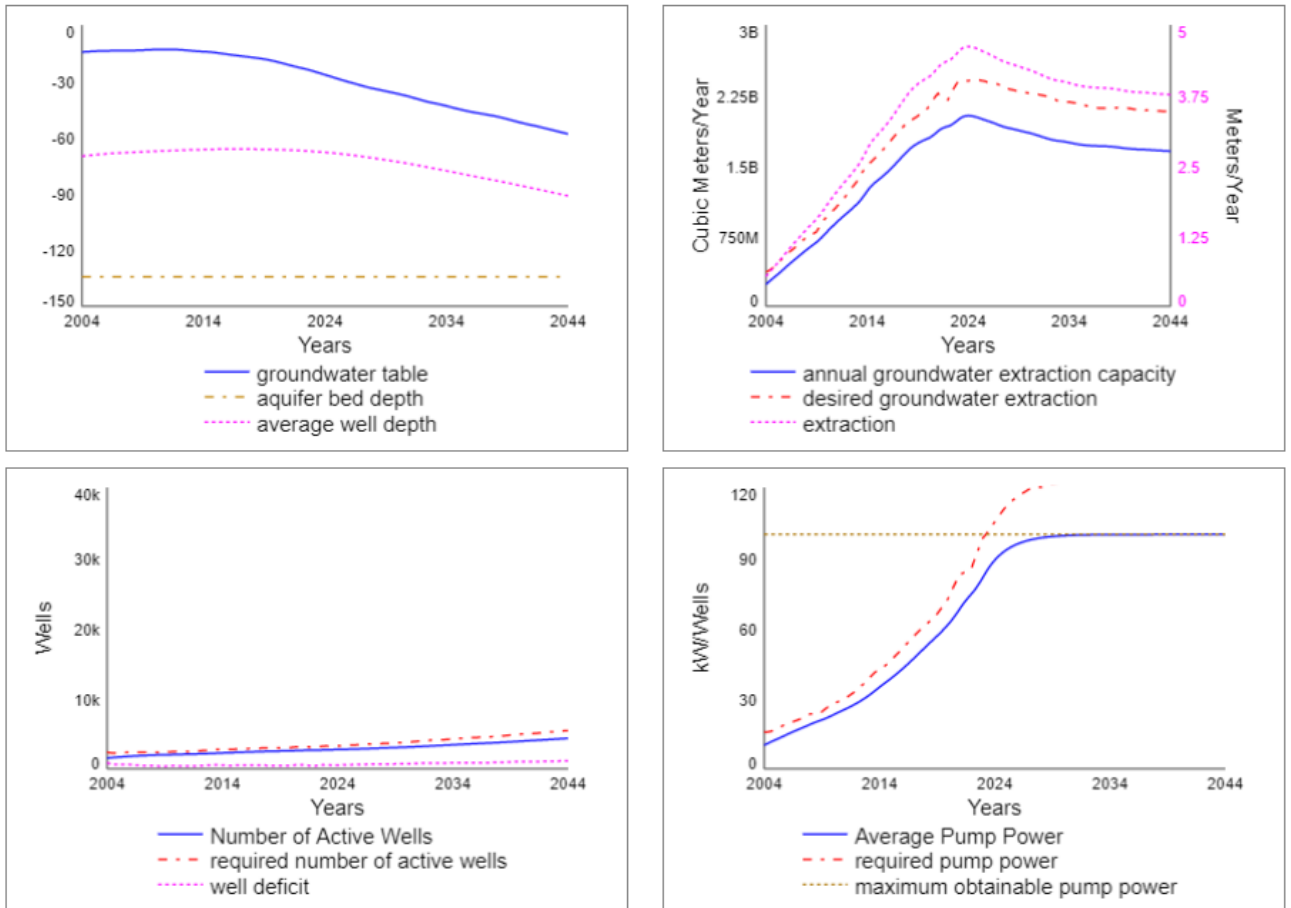 0
-30
-60
-90
-120
-150
2004 2014 2024 2034 2044
Years
groundwater table
aquifer bed depth
average well depth
Cubic Meters/Year
3B
2.25B
1.5B
750M
0
5
3.75
2.5
1.25
0
Meters/Year
2004 2014 2024 2034 2044
Years
annual groundwater extraction capacity
desired groundwater extraction
extraction
Wells
40k
30k
20k
10k
0
2004 2014 2024 2034 2044
Years
Number of Active Wells
required number of active wells
well deficit
kW/Wells
120
90
60
30
0
2004 2014 2024 2034 2044
Years
Average Pump Power
required pump power
maximum obtainable pump power